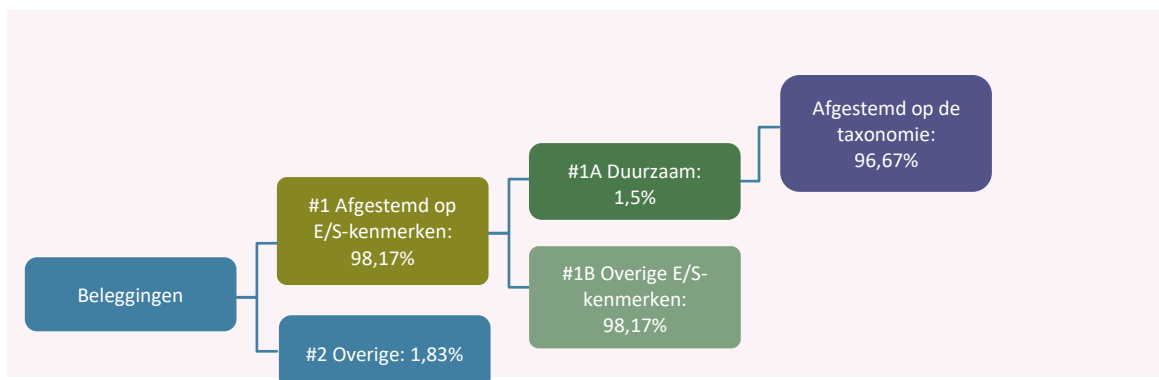 Beleggingen
#1 Afgestemd op
E/S-kenmerken:
98,17%
#2 Overige: 1,83%
#1A Duurzaam:
1,5%
#1B Overige E/S-
kenmerken:
98,17%
Afgestemd op de
taxonomie:
96,67%